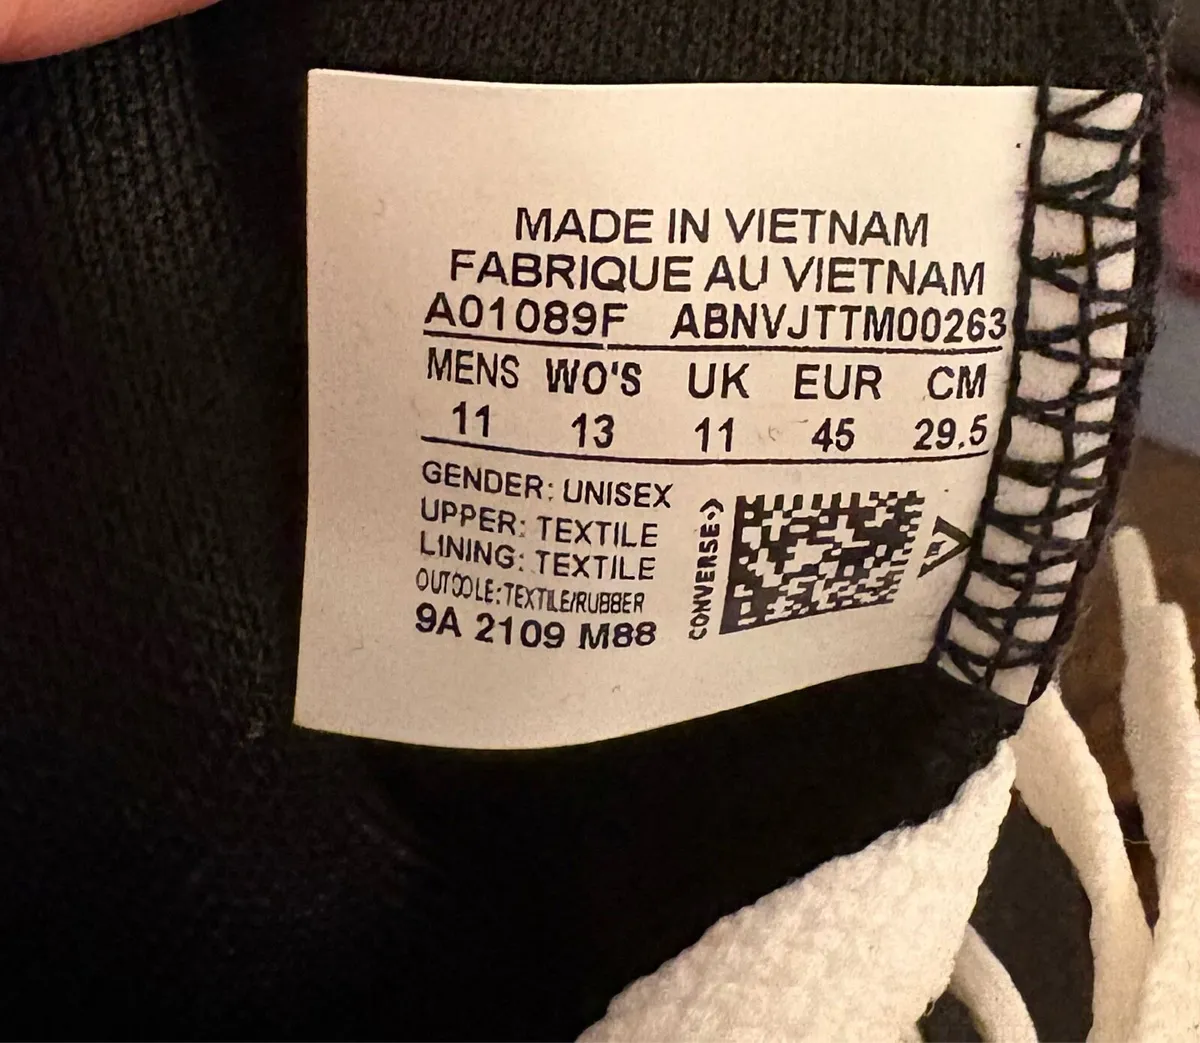 MADE IN VIETNAM
FABRIQUE AU VIETNAM
A01089F ABNVJTTM00263
MENS WO'S UK EUR CM
11 13 11 45 29.5
GENDER: UNISEX
UPPER: TEXTILE
LINING: TEXTILE
OUTSOLE:TEXTILE/RUBBER
9A 2109 M88
CONVERSE